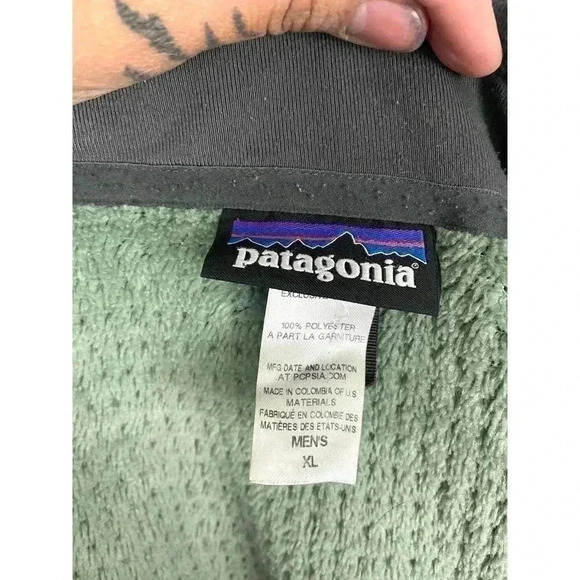 patagonia®
100% POLYESTER
A PART LA GARNITURE
MFG DATE AND LOCATION
AT PCPSIA.COM
MADE IN COLOMBIA OF U.S.
MATERIALS
FABRIQUÉ EN COLOMBIE DES
MATIÈRES DES ETATS-UNIS
MEN'S
XL